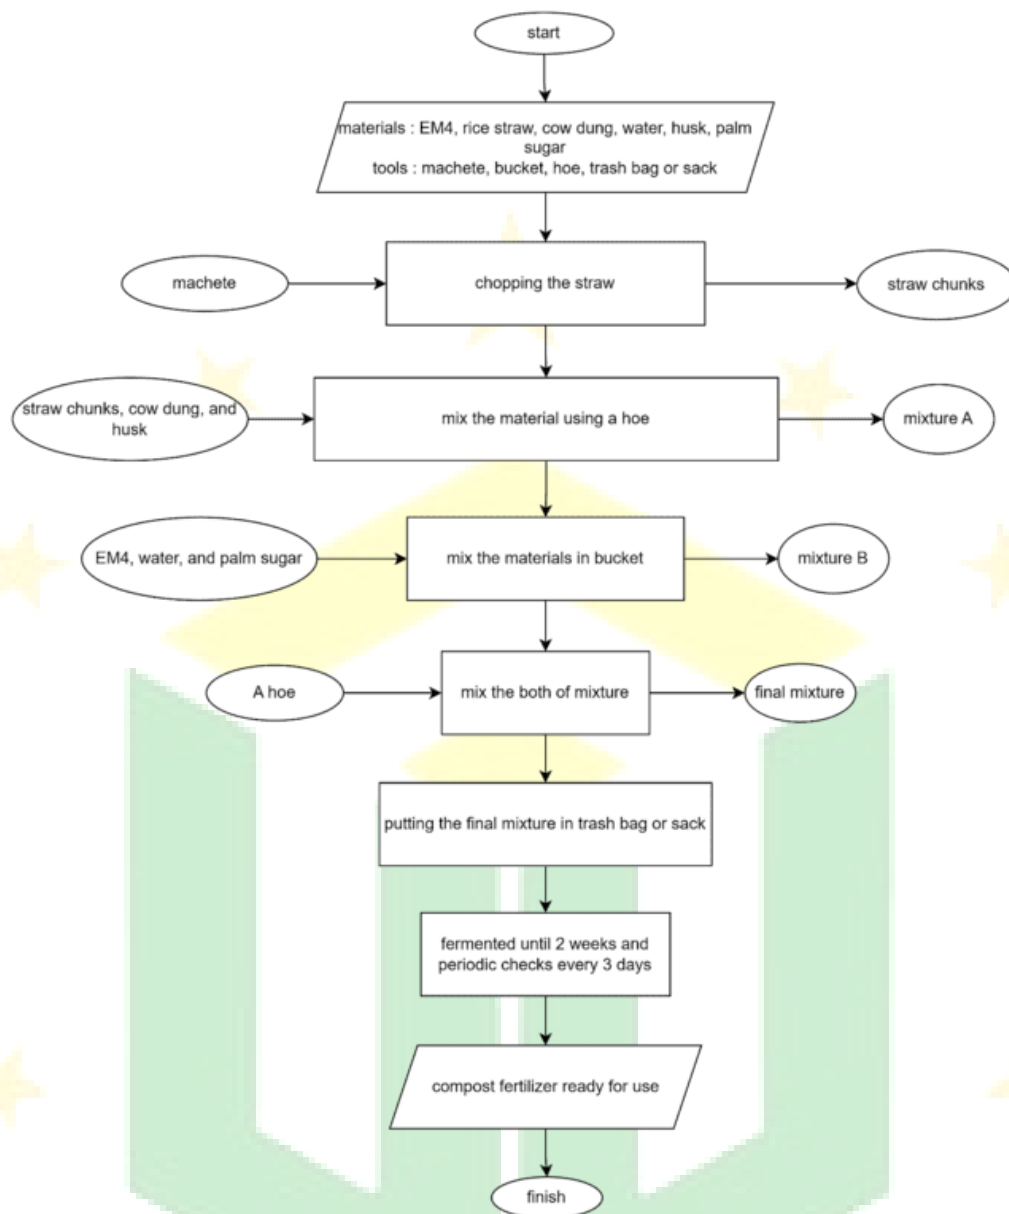 start
materials : EM4, rice straw, cow dung, water, husk, palm
sugar
tools : machete, bucket, hoe, trash bag or sack
machete
chopping the straw
straw chunks
straw chunks, cow dung, and
husk
mix the material using a hoe
mixture A
EM4, water, and palm sugar
mix the materials in bucket
mixture B
A hoe
mix the both of mixture
final mixture
putting the final mixture in trash bag or sack
fermented until 2 weeks and
periodic checks every 3 days
compost fertilizer ready for use
finish